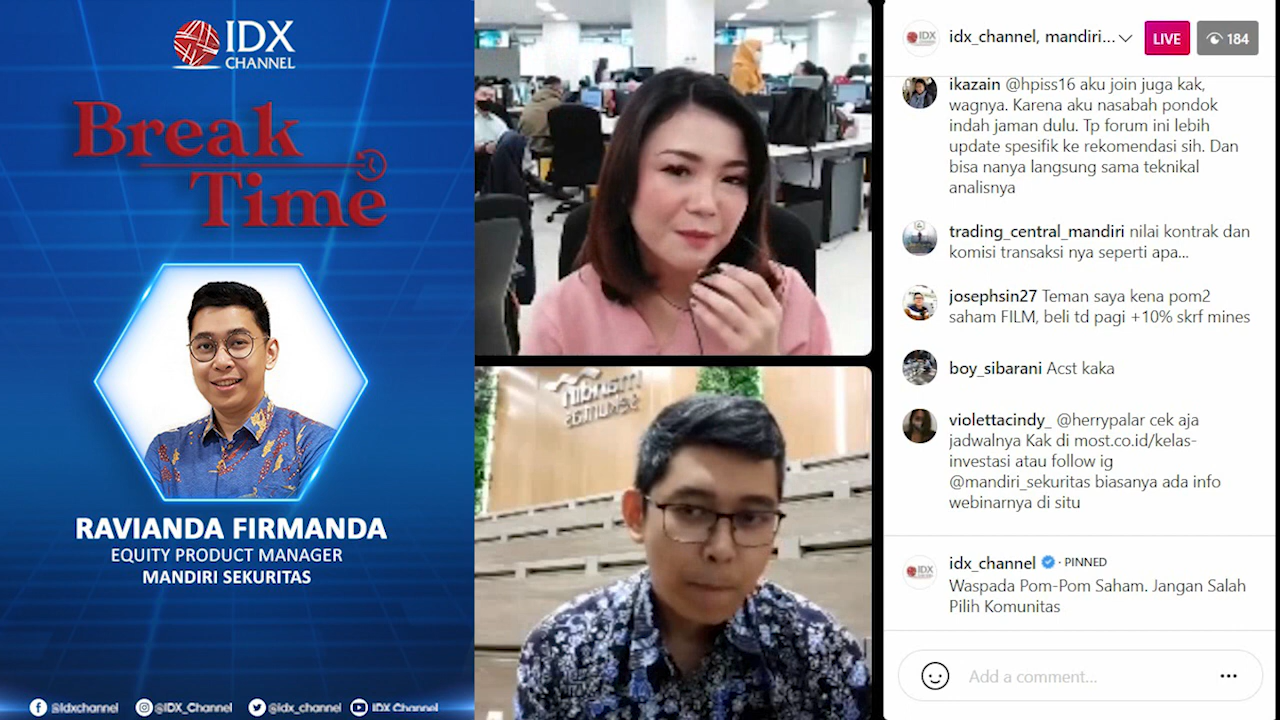 IDX
CHANNEL
Break
Time
RAVIANDA FIRMANDA
EQUITY PRODUCT MANAGER
MANDIRI SEKURITAS
@idxchannel
@IDX_Channel
@idx_channel
IDX Channel
mandiri
sekuritas
idx_channel, mandiri...
LIVE
184
ikazain @hpiss16 aku join juga kak,
wagnya. Karena aku nasabah pondok
indah jaman dulu. Tp forum ini lebih
update spesifik ke rekomendasi sih. Dan
bisa nanya langsung sama teknikal
analisnya
trading_central_mandiri nilai kontrak dan
komisi transaksi nya seperti apa...
josephsin27 Teman saya kena pom2
saham FILM, beli td pagi +10% skrf mines
boy_sibarani Acst kaka
violettacindy_ @herrypalar cek aja
jadwalnya Kak di most.co.id/kelas-
investasi atau follow ig
@mandiri_sekuritas biasanya ada info
webinarnya di situ
IDX
idx_channel · PINNED
Waspada Pom-Pom Saham. Jangan Salah
Pilih Komunitas
Add a comment...